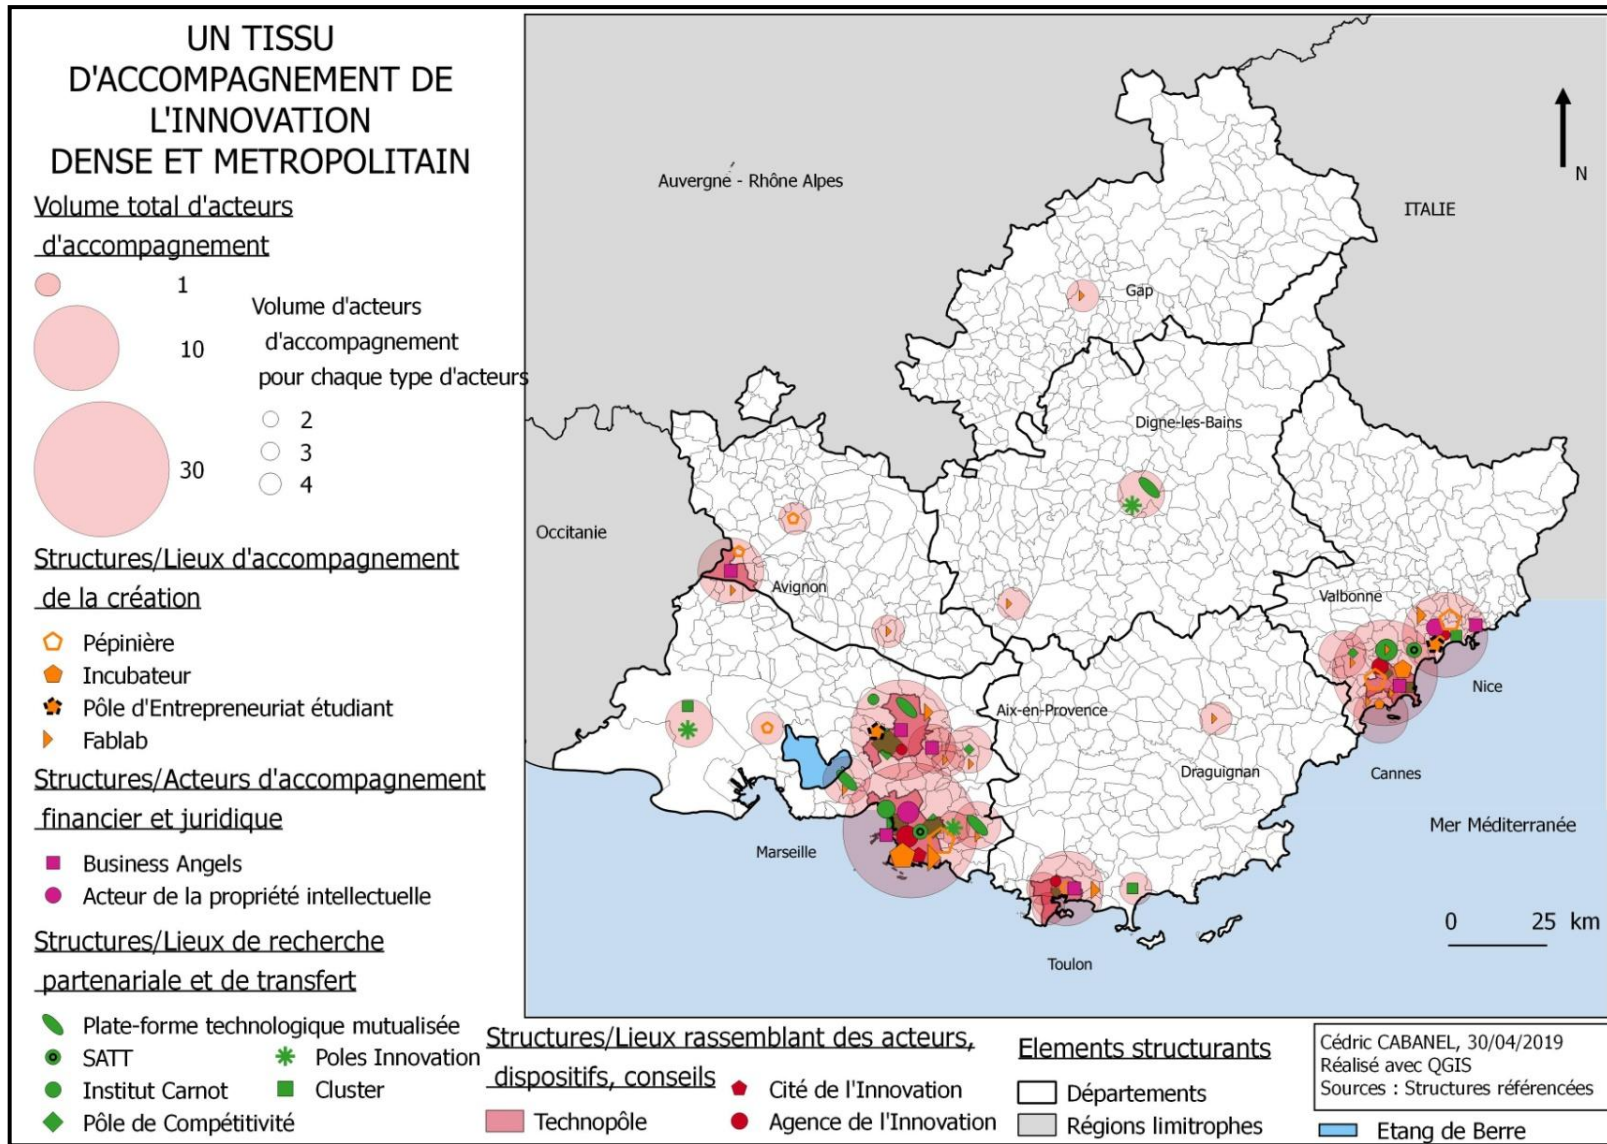 UN TISSU
D'ACCOMPAGNEMENT DE
L'INNOVATION
DENSE ET METROPOLITAIN
Volume total d'acteurs
d'accompagnement
1
10
30
Volume d'acteurs
d'accompagnement
pour chaque type d'acteurs
2
3
4
Structures/Lieux d'accompagnement
de la création
Pépinière
Incubateur
Pôle d'Entrepreneuriat étudiant
Fablab
Structures/Acteurs d'accompagnement
financier et juridique
Business Angels
Acteur de la propriété intellectuelle
Structures/Lieux de recherche
partenariale et de transfert
Plate-forme technologique mutualisée
SATT
Poles Innovation
Institut Carnot
Cluster
Pôle de Compétitivité
Structures/Lieux rassemblant des acteurs,
dispositifs, conseils
Technopôle
Cité de l'Innovation
Agence de l'Innovation
Elements structurants
Départements
Régions limitrophes
Etang de Berre
Cédric CABANEL, 30/04/2019
Réalisé avec QGIS
Sources : Structures référencées
Auvergne - Rhône Alpes
ITALIE
N
Gap
Digne-les-Bains
Occitanie
Avignon
Valbonne
Nice
Aix-en-Provence
Draguignan
Cannes
Mer Méditerranée
Marseille
Toulon
0 25 km